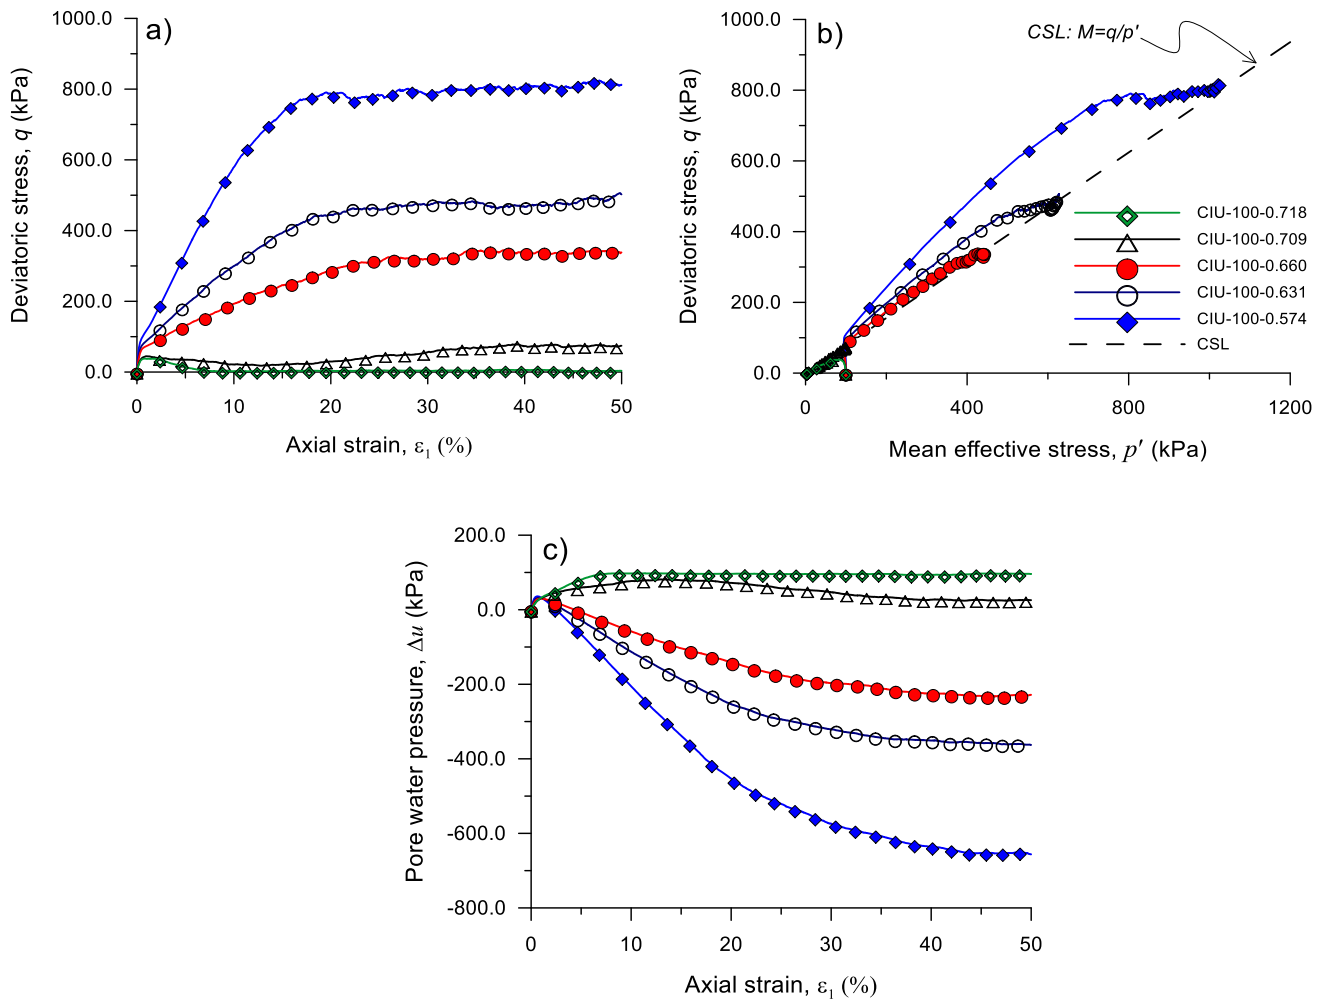 a)
1000.0
800.0
600.0
400.0
200.0
0.0
Deviatoric stress, q (kPa)
0 10 20 30 40 50
Axial strain, ε1 (%)
b)
CSL: M=q/p'
1000.0
800.0
600.0
400.0
200.0
0.0
Deviatoric stress, q (kPa)
CIU-100-0.718
CIU-100-0.709
CIU-100-0.660
CIU-100-0.631
CIU-100-0.574
CSL
0 400 800 1200
Mean effective stress, p' (kPa)
c)
200.0
0.0
-200.0
-400.0
-600.0
-800.0
Pore water pressure, Δu (kPa)
0 10 20 30 40 50
Axial strain, ε1 (%)